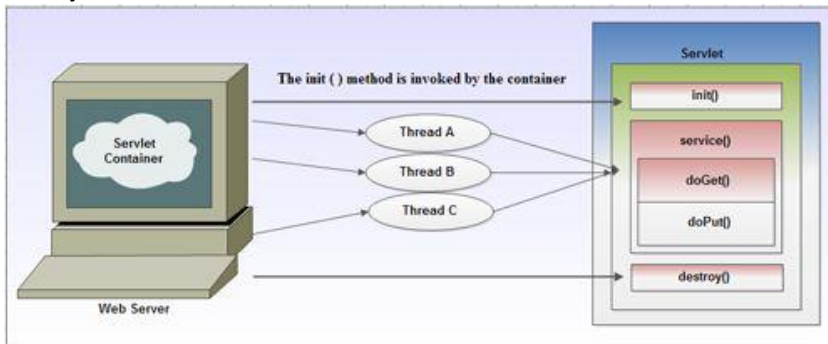 Servlet
The init ( ) method is invoked by the container
init()
Servlet
Container
Thread A
Thread B
Thread C
service()
doGet()
doPut()
destroy()
Web Server